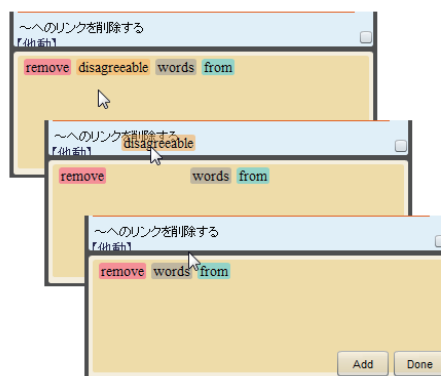 ～へのリンクを削除する
【他動】
remove disagreeable words from
～へのリンクを削除する
disagreeable
【他動】
remove words from
～へのリンクを削除する
【他動】
remove words from
Add Done